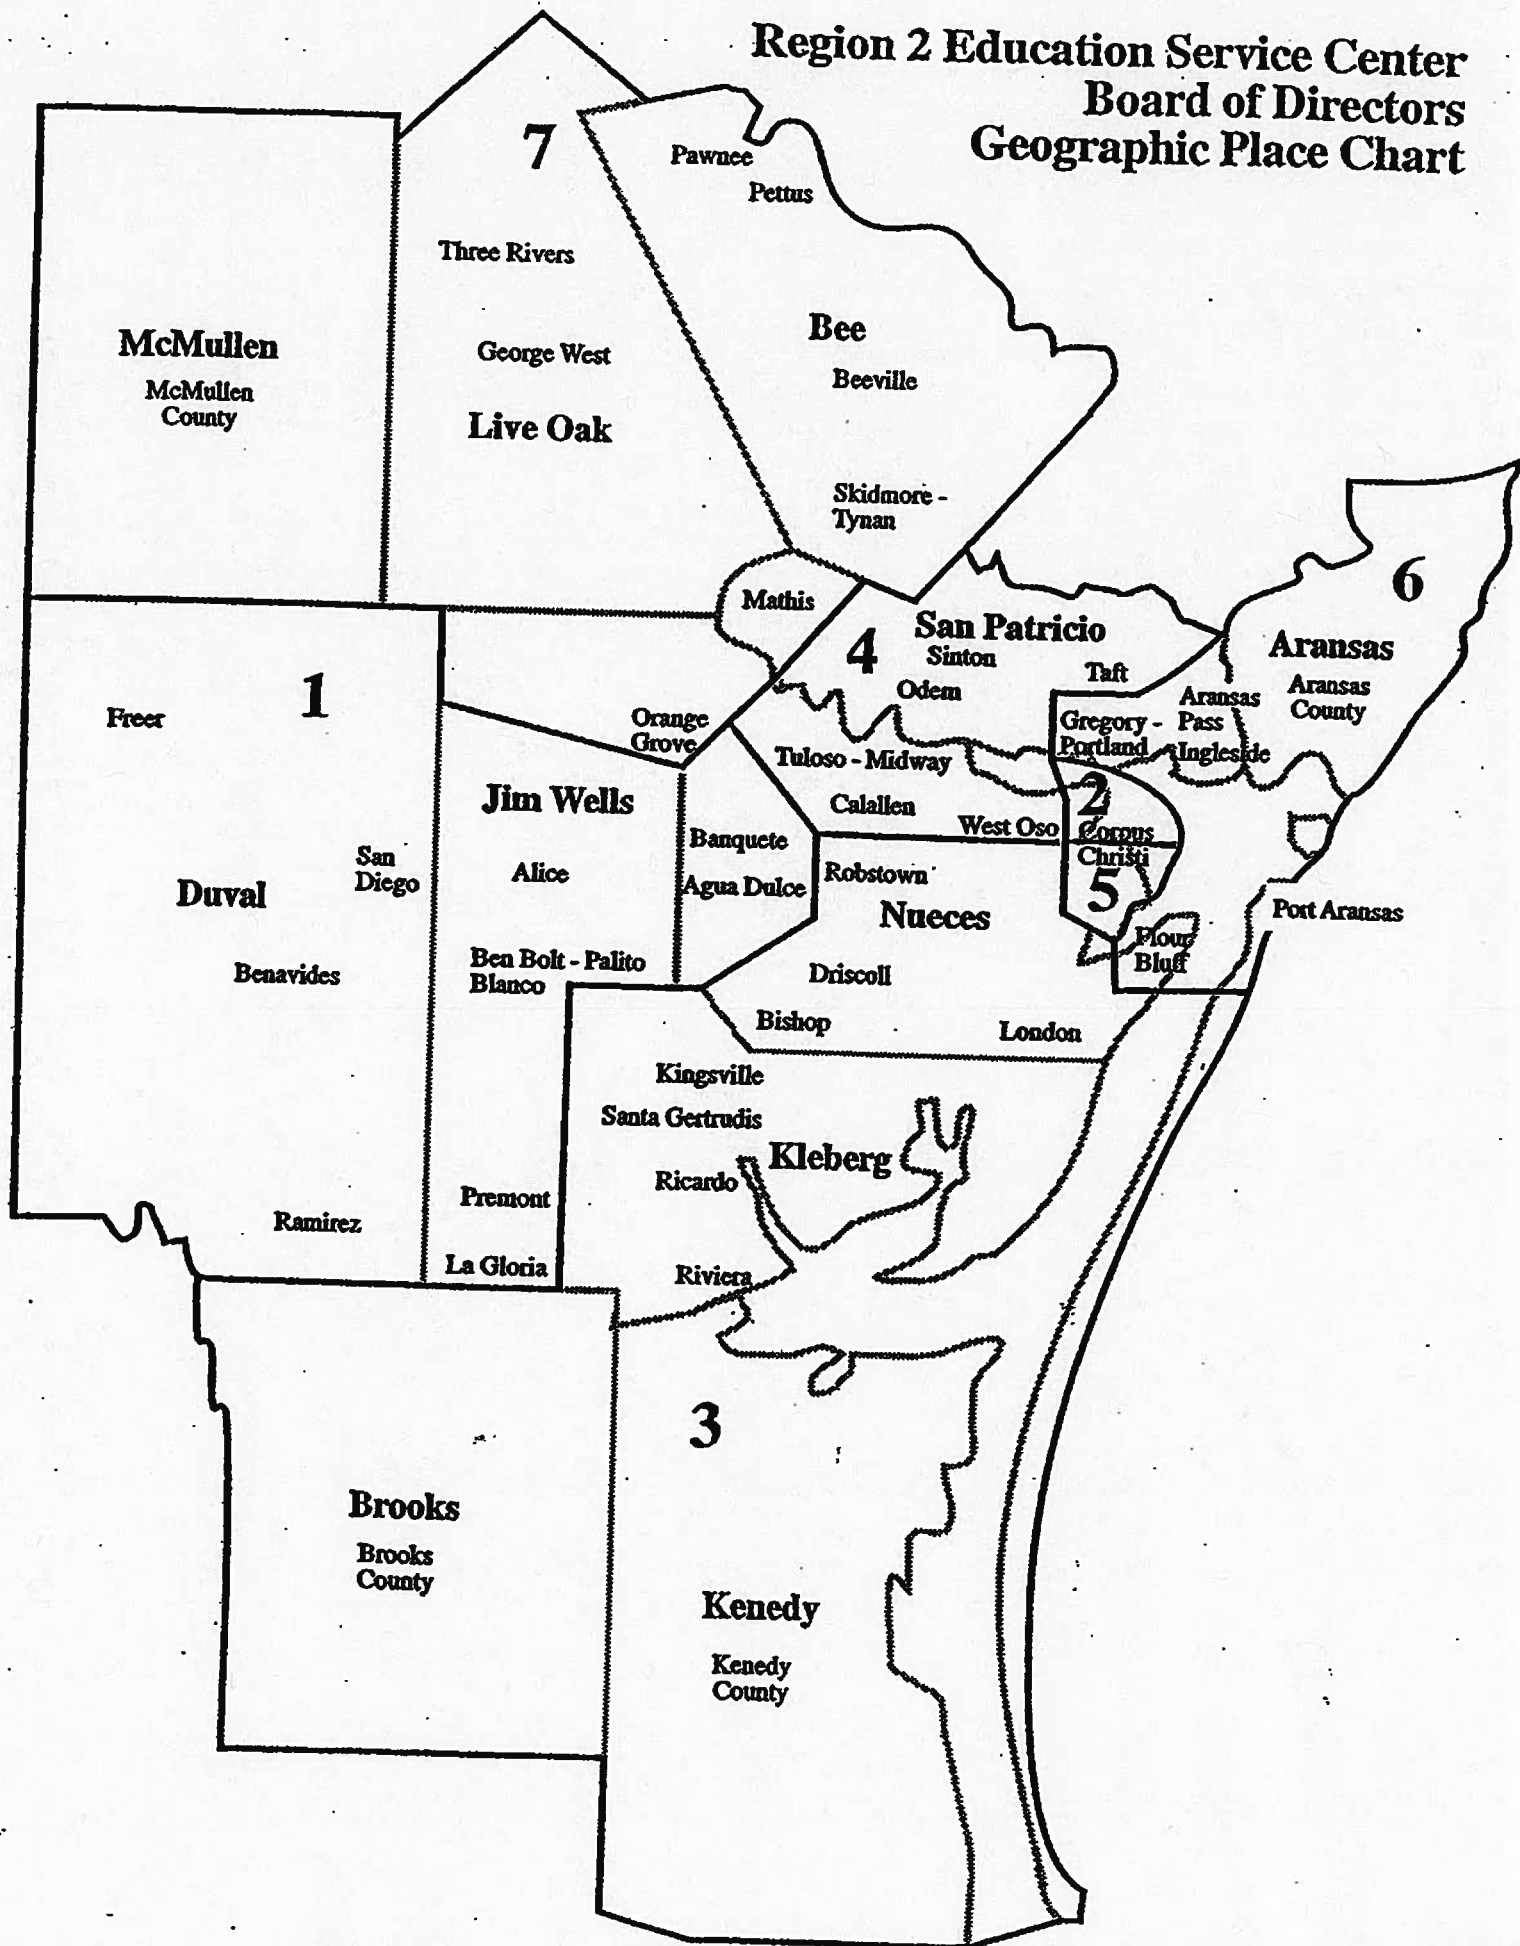 Region 2 Education Service Center
Board of Directors
Geographic Place Chart
7
Pawnee
Pettus
Three Rivers
McMullen
McMullen
County
George West
Bee
Beeville
Live Oak
Skidmore -
Tynan
6
Mathis
4
San Patricio
Sinton
Aransas
Aransas
County
Taft
1
Freer
Odem
Aransas
Pass
Orange
Grove
Gregory -
Portland
Ingleside
Tuloso - Midway
Jim Wells
Calallen
2
West Oso
Corpus
Christi
Banquete
San
Diego
Duval
Alice
Agua Dulce
Robstown
5
Nueces
Port Aransas
Flour
Bluff
Ben Bolt - Palito
Blanco
Benavides
Driscoll
Bishop
London
Kingsville
Santa Gertrudis
Kleberg
Ricardo
Premont
Ramirez
La Gloria
Riviera
3
Brooks
Brooks
County
Kenedy
Kenedy
County